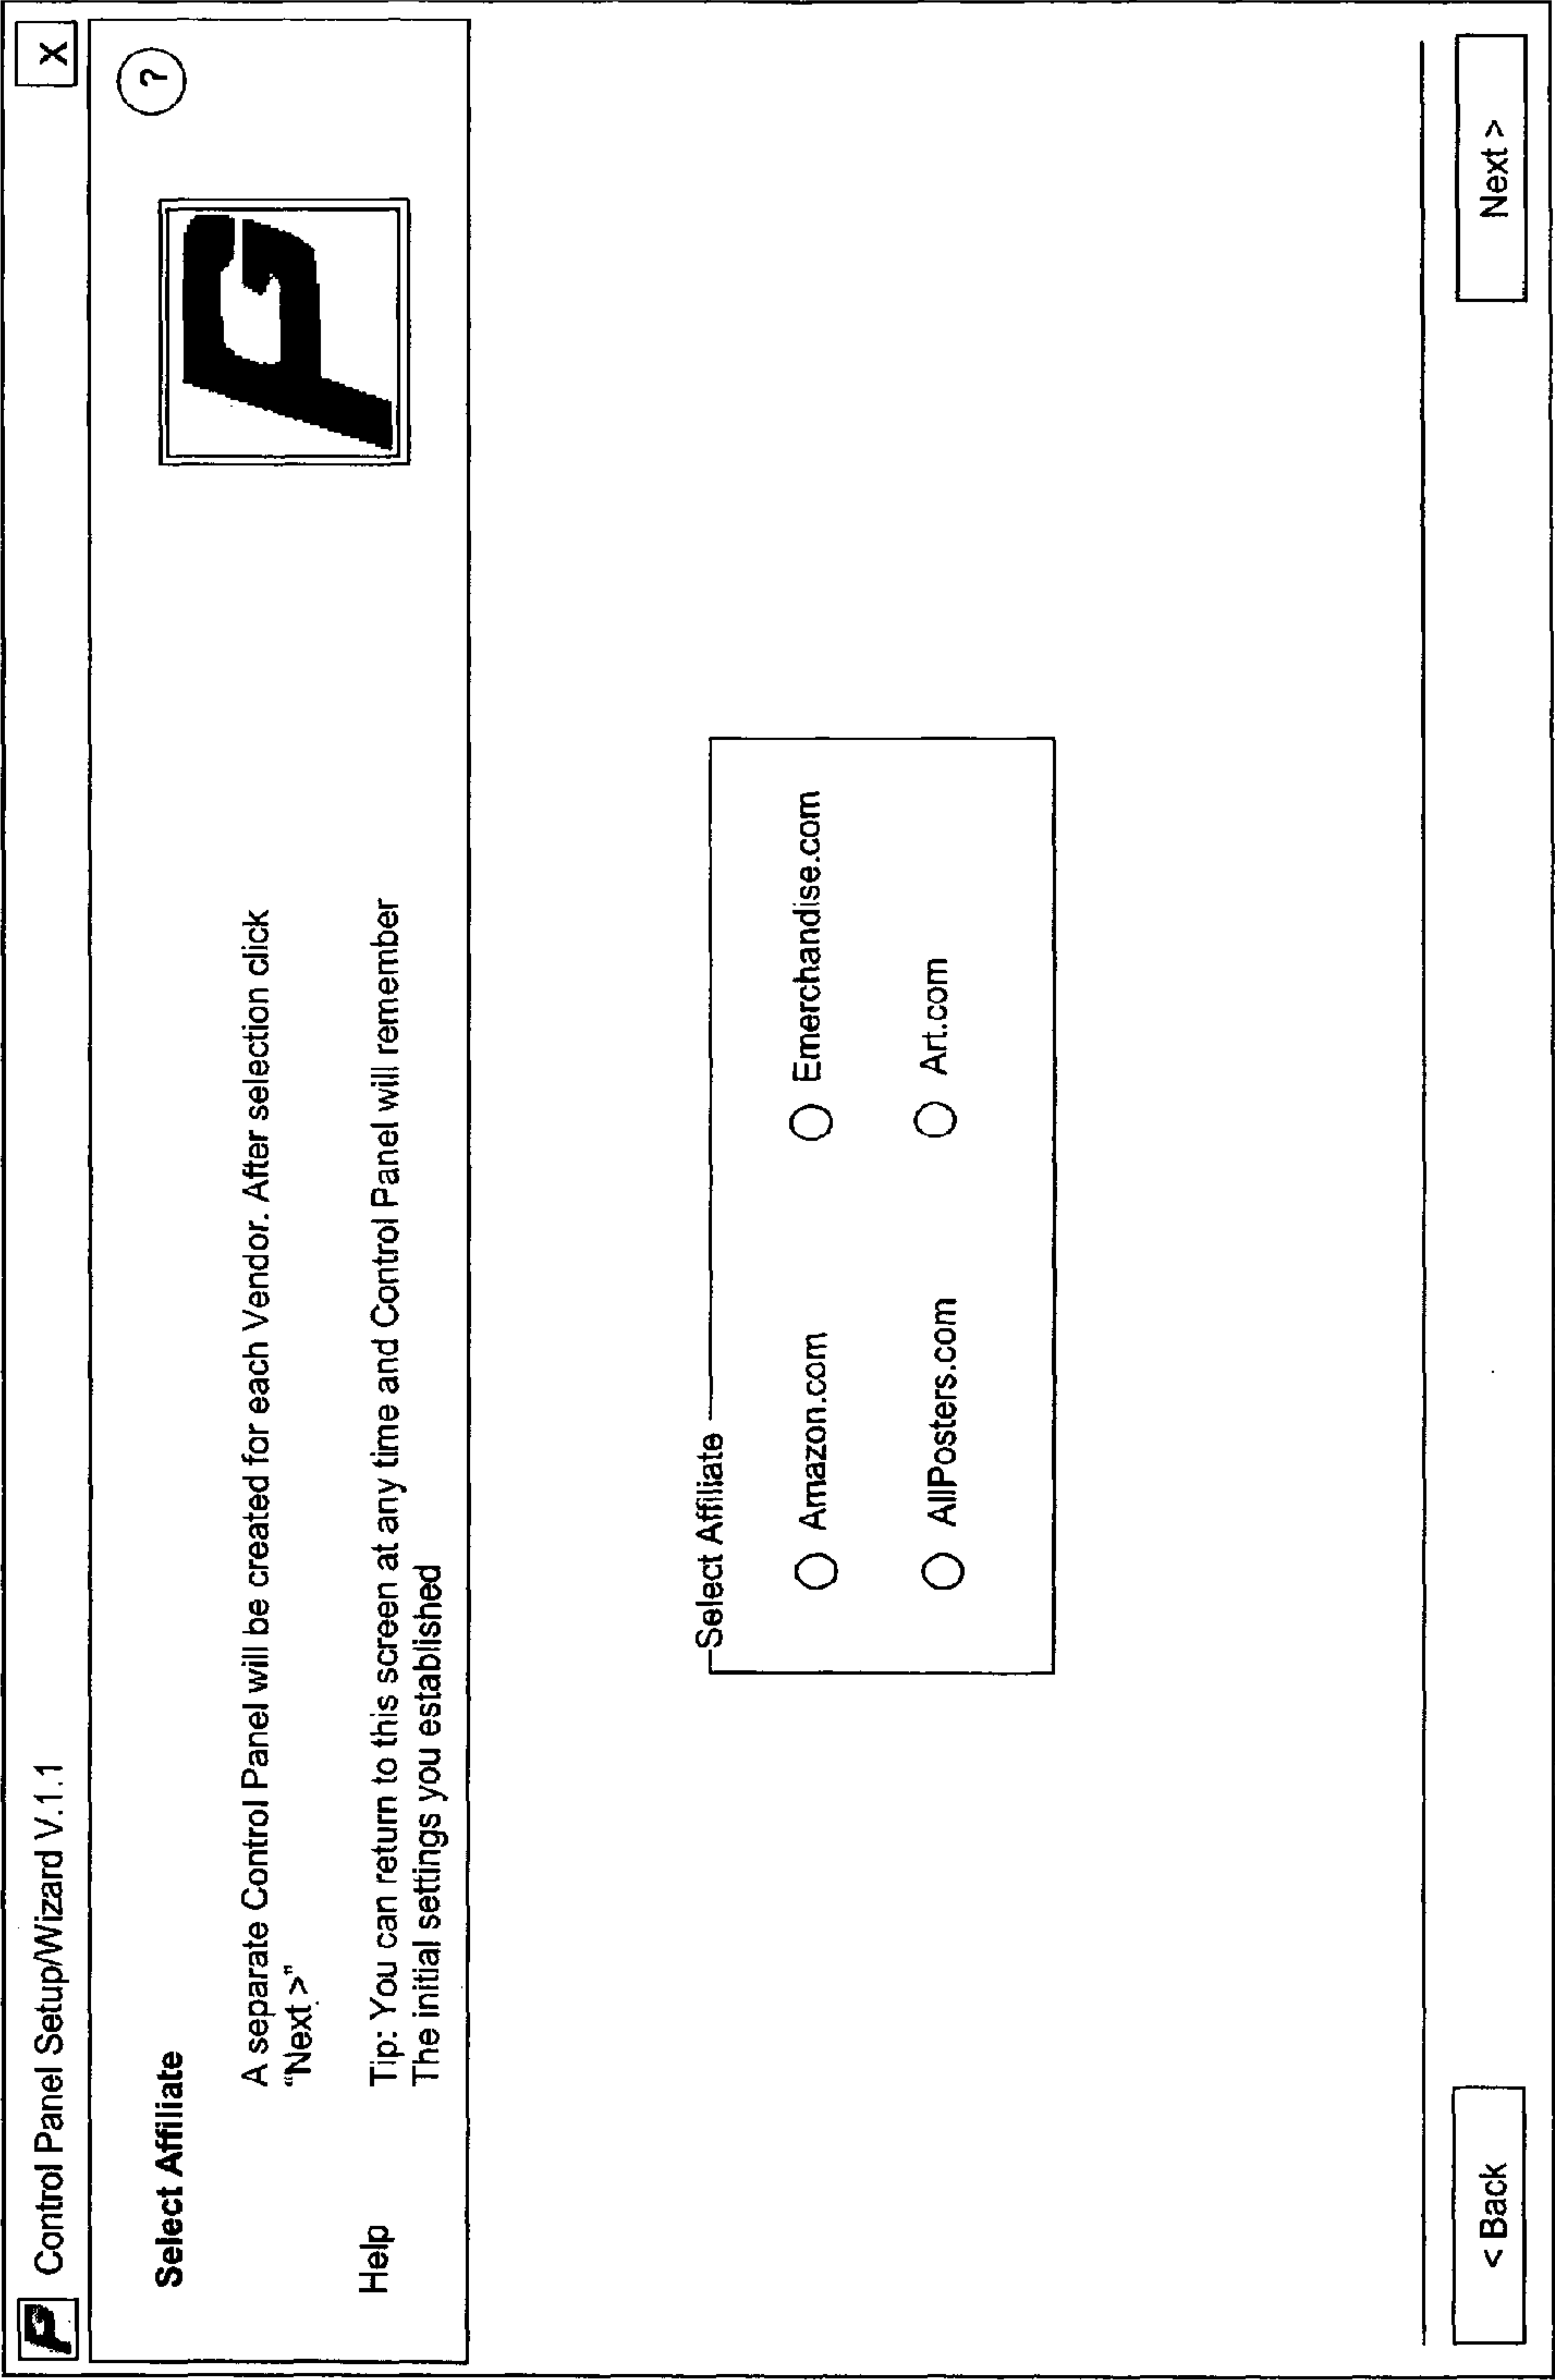 Control Panel Setup/Wizard V.1.1
X
?
Select Affiliate
A separate Control Panel will be created for each Vendor. After selection click
“Next >”
Help
Tip: You can return to this screen at any time and Control Panel will remember
The initial settings you established
Select Affiliate
Amazon.com
Emerchandise.com
AllPosters.com
Art.com
< Back
Next >